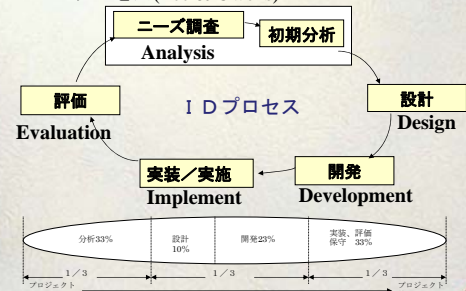 ニーズ調査
初期分析
Analysis
評価
Evaluation
ＩＤプロセス
設計
Design
実装／実施
Implement
開発
Development
分析33%
設計
10%
開発23%
実装、評価
保守 33%
１／３
１／３
１／３
プロジェクト
プロジェクト